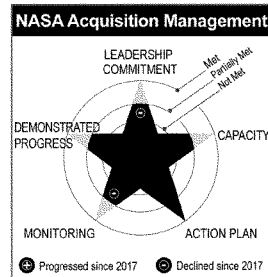 NASA Acquisition Management
LEADERSHIP
COMMITMENT
Met
Partially Met
Not Met
DEMONSTRATED
PROGRESS
CAPACITY
MONITORING
ACTION PLAN
Progressed since 2017
Declined since 2017